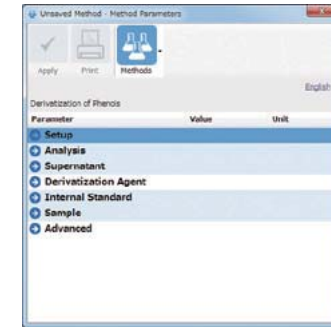 Unsaved Method - Method Parameters
Apply Print Methods
English
Derivatization of Phenols
Parameter Value Unit
Setup
Analysis
Supernatant
Derivatization Agent
Internal Standard
Sample
Advanced